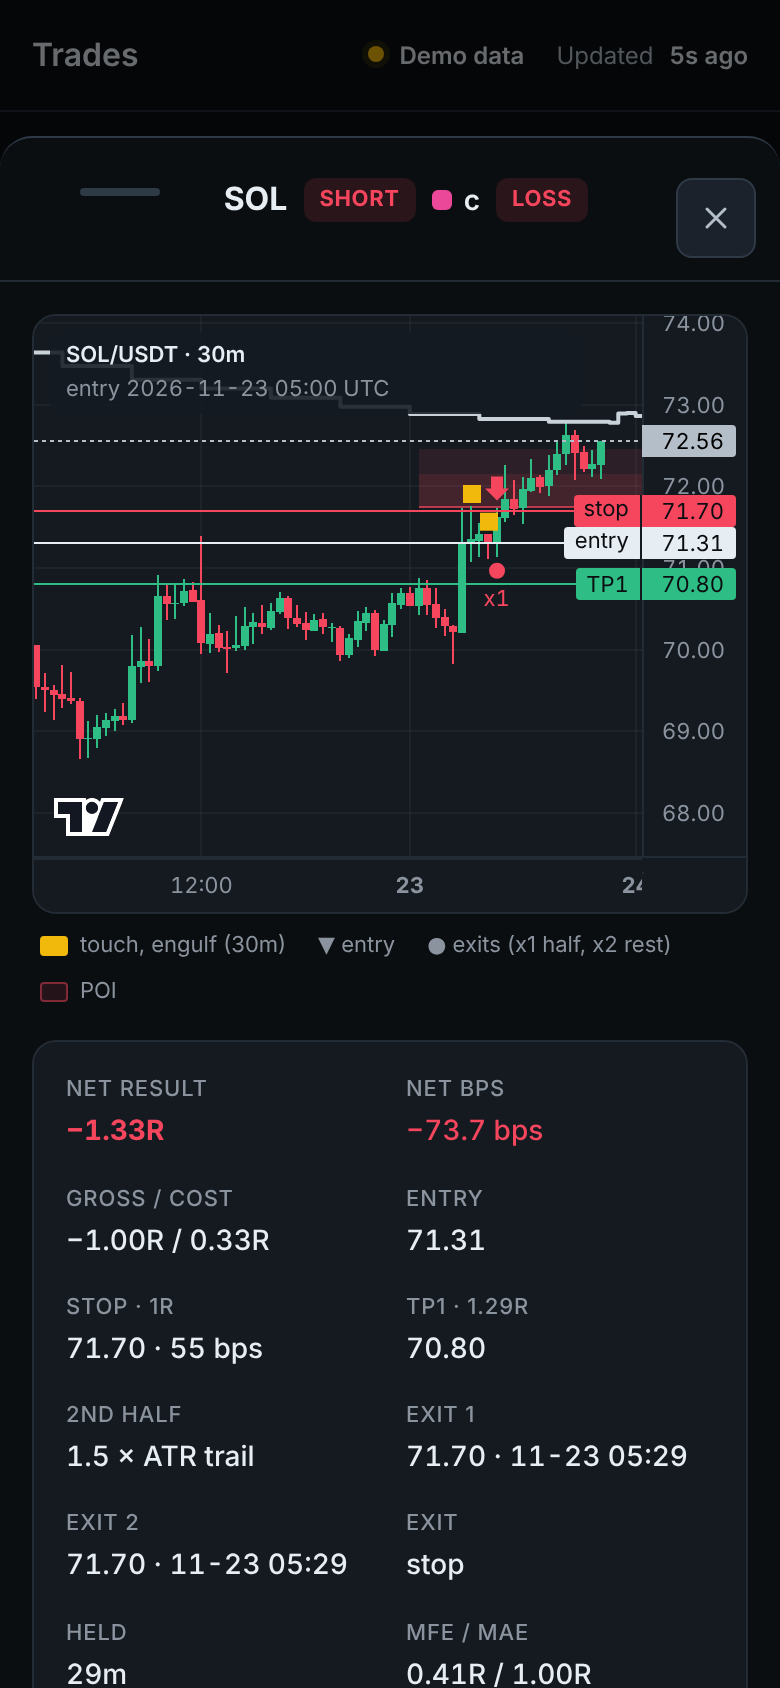 Trades
Demo data Updated 5s ago
SOL SHORT c LOSS
SOL/USDT · 30m
entry 2026-11-23 05:00 UTC
74.00
73.00
72.56
72.00
stop 71.70
entry 71.31
71.00
TP1 70.80
x1
70.00
69.00
68.00
12:00 23 24
touch, engulf (30m) entry exits (x1 half, x2 rest)
POI
NET RESULT NET BPS
−1.33R −73.7 bps
GROSS / COST ENTRY
−1.00R / 0.33R 71.31
STOP · 1R TP1 · 1.29R
71.70 · 55 bps 70.80
2ND HALF EXIT 1
1.5 × ATR trail 71.70 · 11-23 05:29
EXIT 2 EXIT
71.70 · 11-23 05:29 stop
HELD MFE / MAE
29m 0.41R / 1.00R